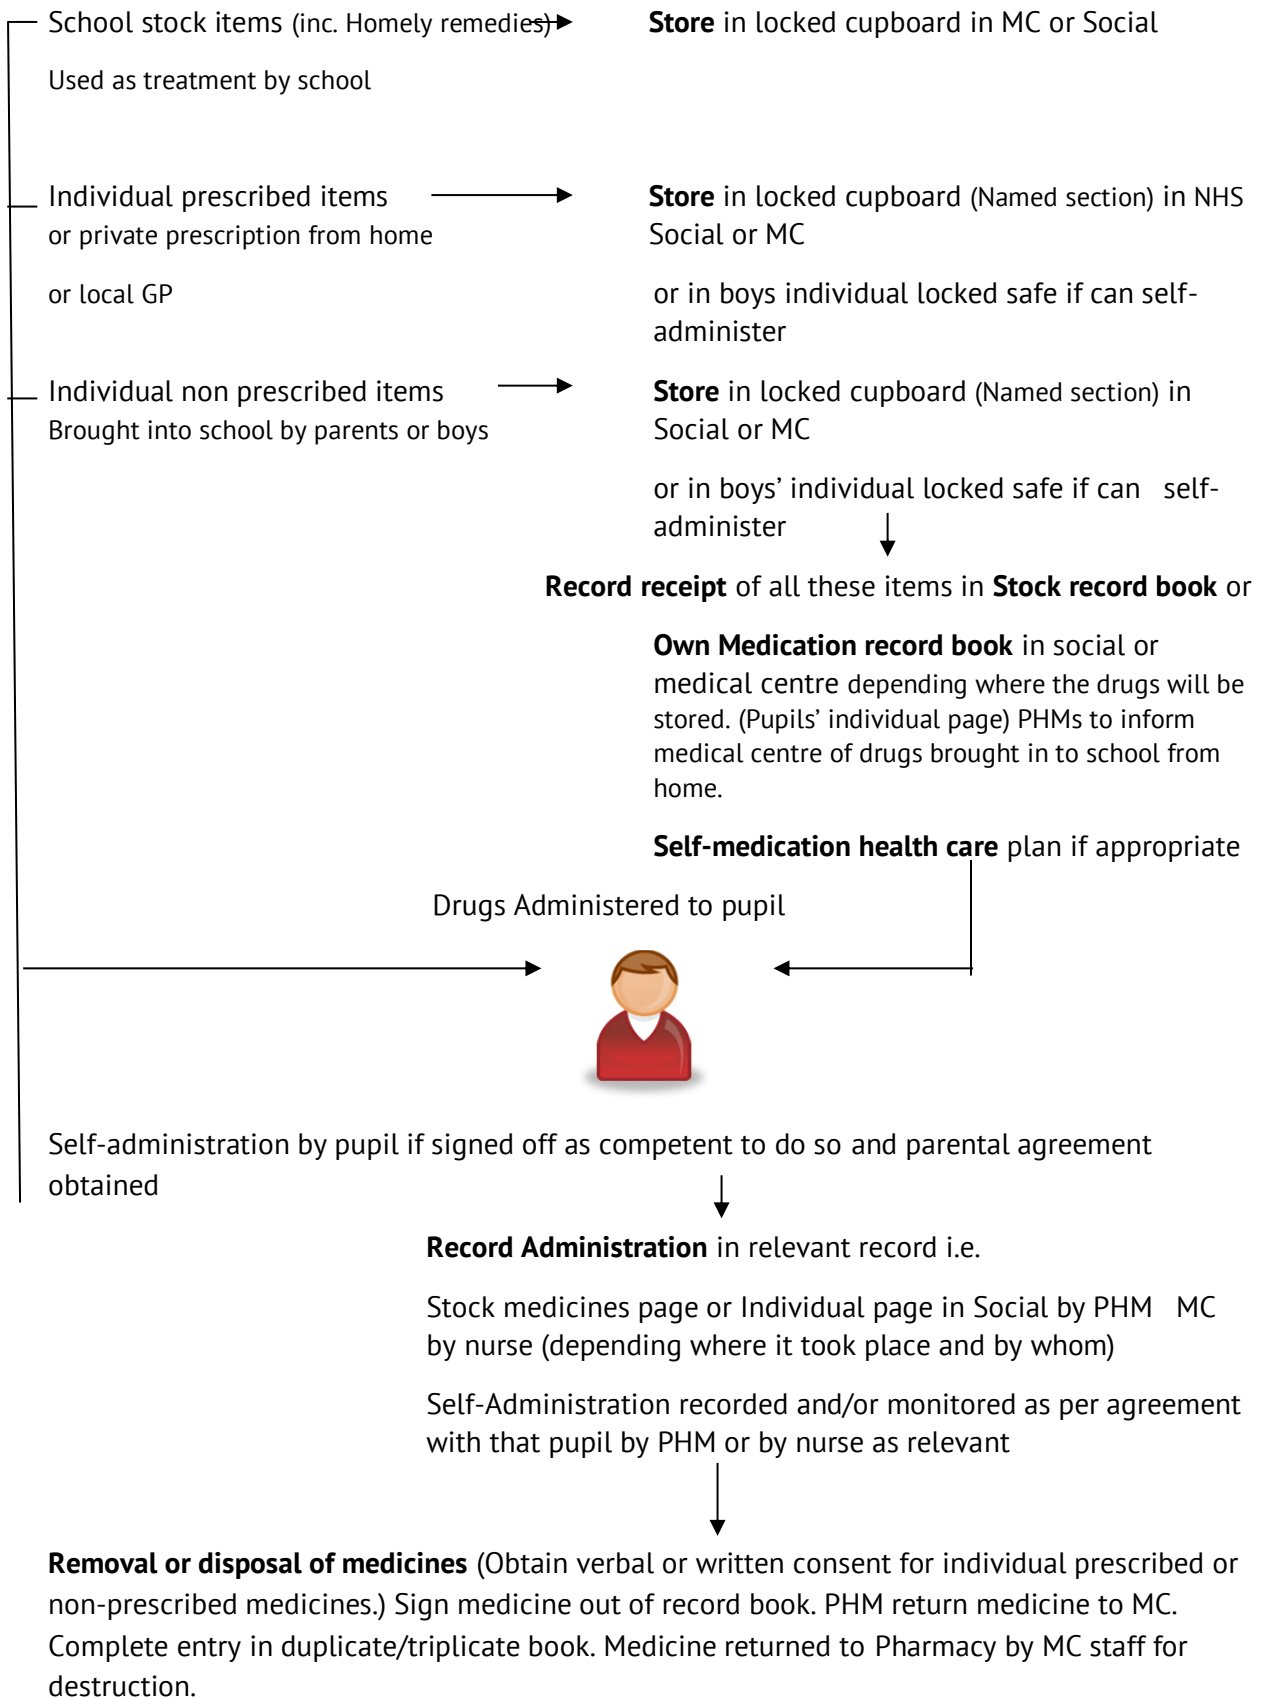 School stock items (inc. Homely remedies)
Store in locked cupboard in MC or Social
Used as treatment by school
Individual prescribed items
or private prescription from home
or local GP
Store in locked cupboard (Named section) in NHS
Social or MC
or in boys individual locked safe if can self-
administer
Individual non prescribed items
Brought into school by parents or boys
Store in locked cupboard (Named section) in
Social or MC
or in boys’ individual locked safe if can self-
administer
Record receipt of all these items in Stock record book or
Own Medication record book in social or
medical centre depending where the drugs will be
stored. (Pupils’ individual page) PHMs to inform
medical centre of drugs brought in to school from
home.
Self-medication health care plan if appropriate
Drugs Administered to pupil
Self-administration by pupil if signed off as competent to do so and parental agreement
obtained
Record Administration in relevant record i.e.
Stock medicines page or Individual page in Social by PHM MC
by nurse (depending where it took place and by whom)
Self-Administration recorded and/or monitored as per agreement
with that pupil by PHM or by nurse as relevant
Removal or disposal of medicines (Obtain verbal or written consent for individual prescribed or
non-prescribed medicines.) Sign medicine out of record book. PHM return medicine to MC.
Complete entry in duplicate/triplicate book. Medicine returned to Pharmacy by MC staff for
destruction.